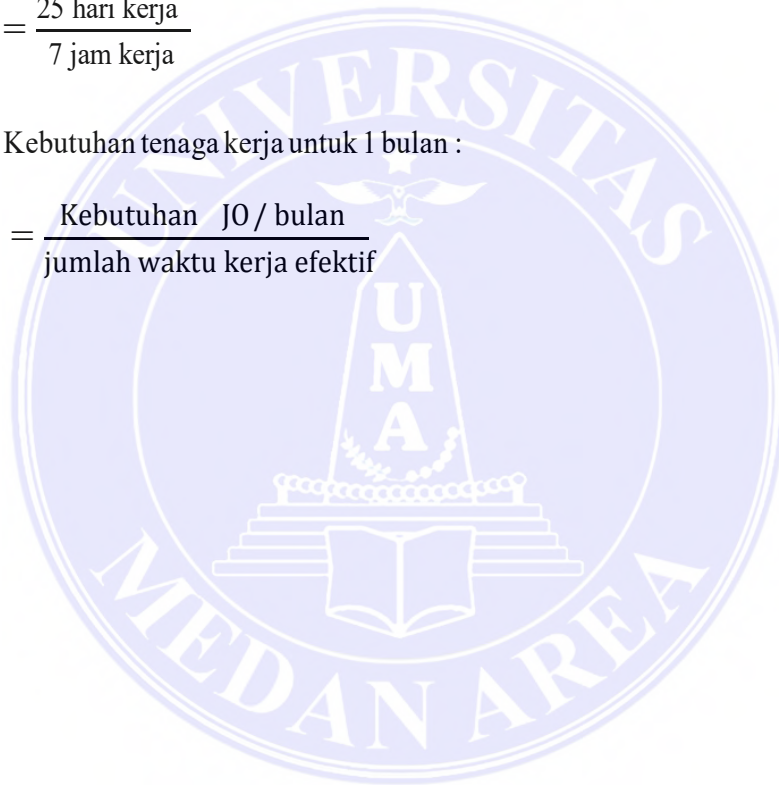 = 25 hari kerja
7 jam kerja
Kebutuhan tenaga kerja untuk 1 bulan :
= Kebutuhan JO / bulan
jumlah waktu kerja efektif
UNIVERSITAS
UMA
MEDAN AREA